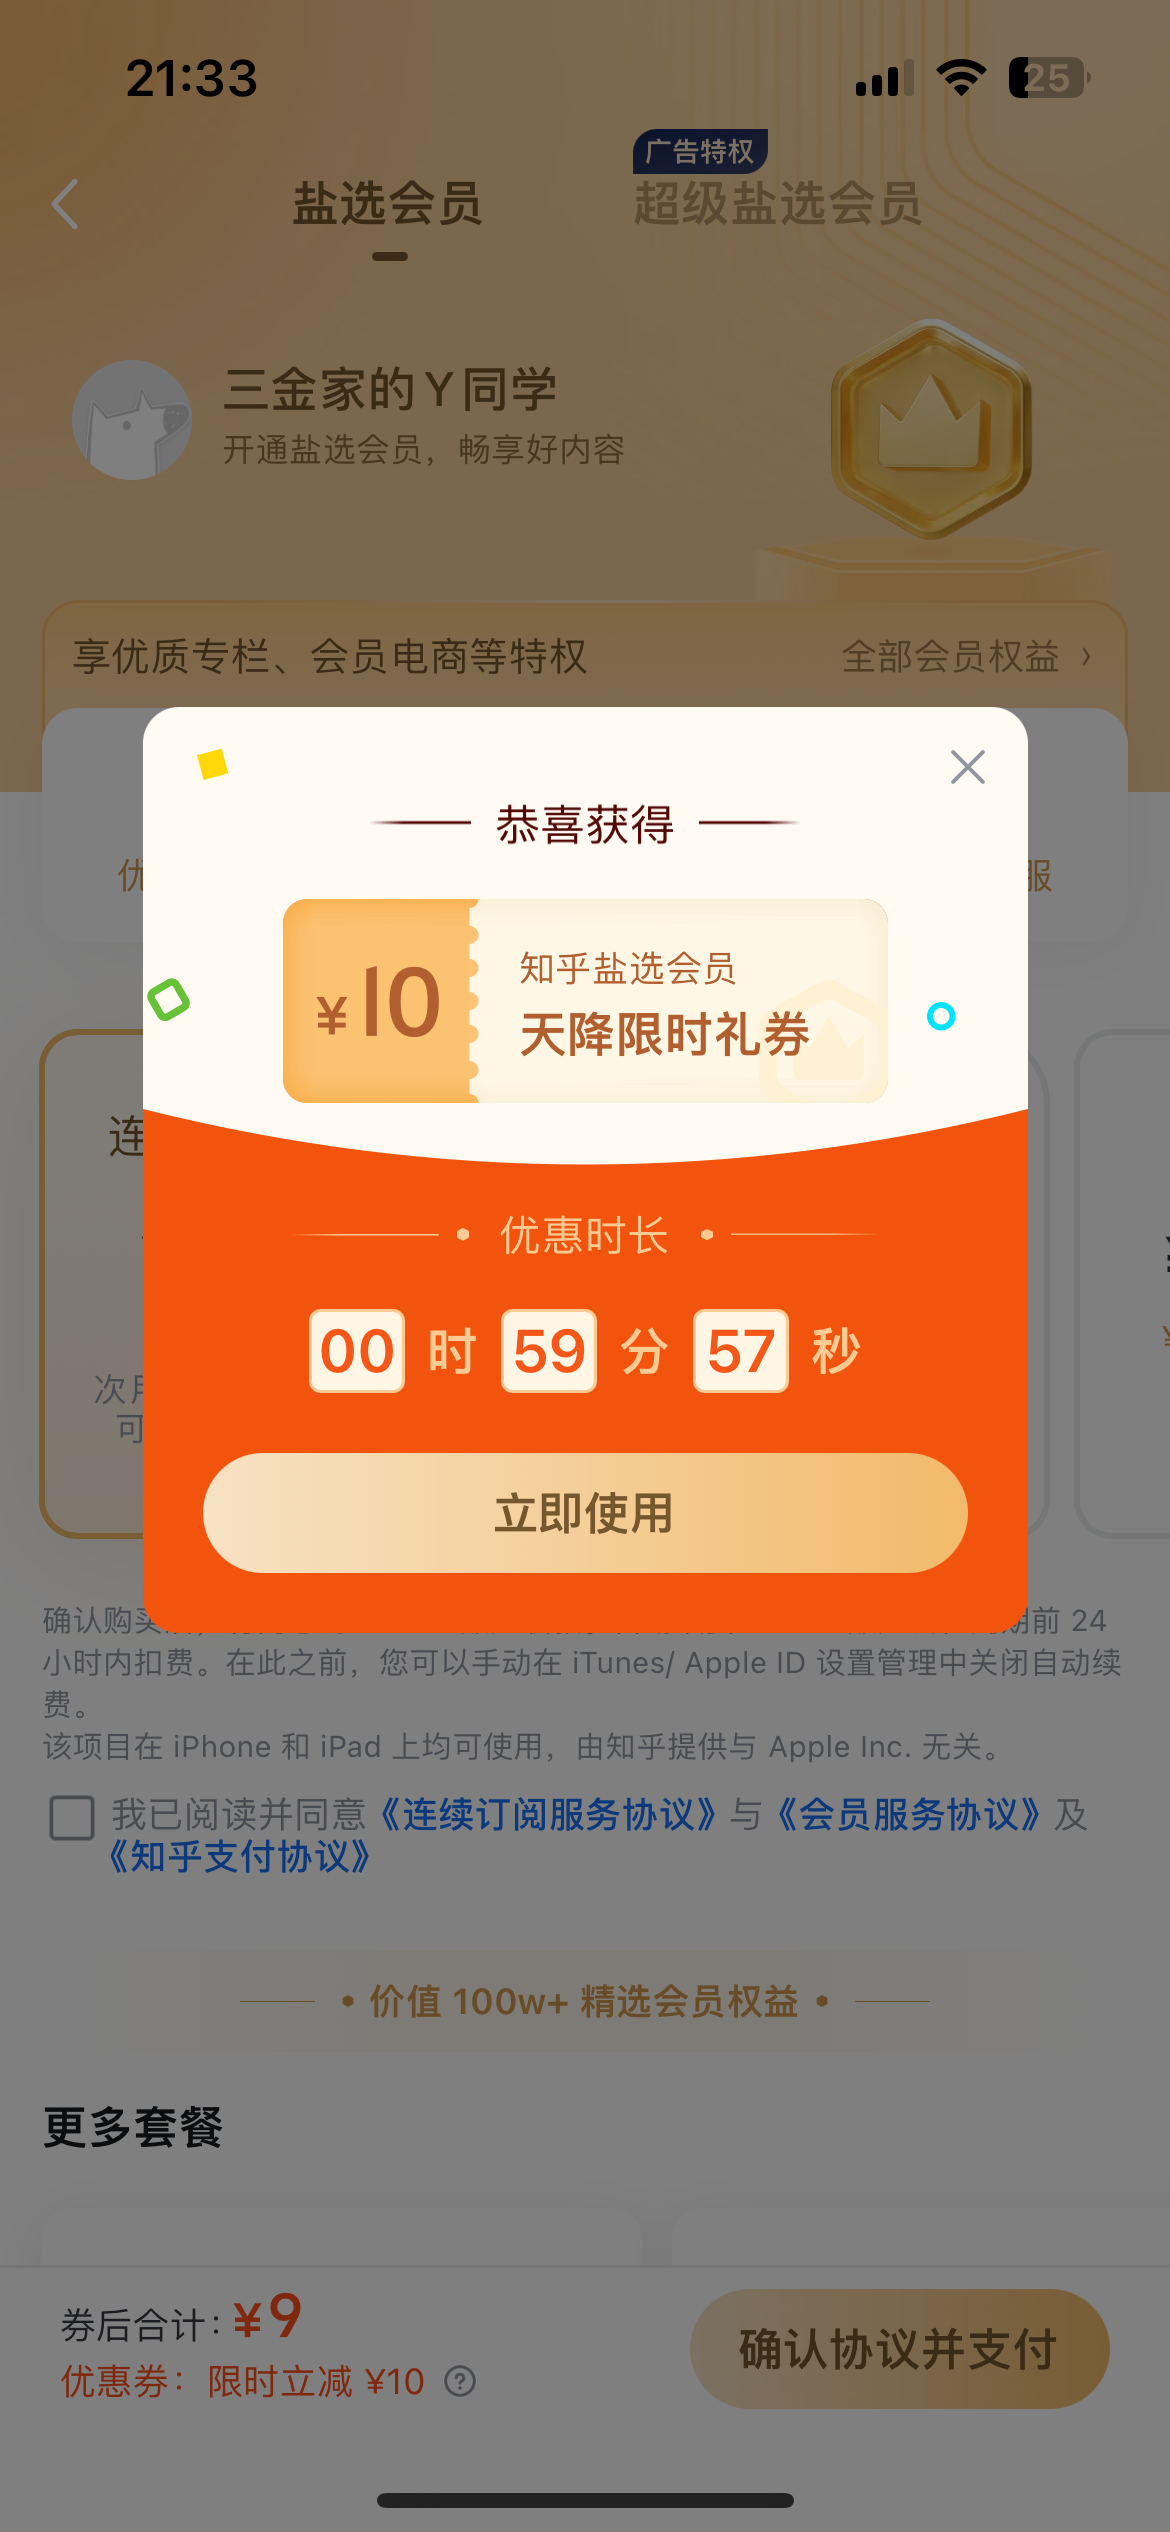 21:33
25
广告特权
盐选会员
超级盐选会员
三金家的Y同学
开通盐选会员，畅享好内容
享优质专栏、会员电商等特权
全部会员权益 ›
恭喜获得
¥10
知乎盐选会员
天降限时礼券
优惠时长
00 时 59 分 57 秒
立即使用
优
服
连
次月
可
确认购买
期前 24
小时内扣费。在此之前，您可以手动在 iTunes/ Apple ID 设置管理中关闭自动续
费。
该项目在 iPhone 和 iPad 上均可使用，由知乎提供与 Apple Inc. 无关。
我已阅读并同意《连续订阅服务协议》与《会员服务协议》及
《知乎支付协议》
价值 100w+ 精选会员权益
更多套餐
券后合计：¥9
优惠券：限时立减 ¥10
确认协议并支付